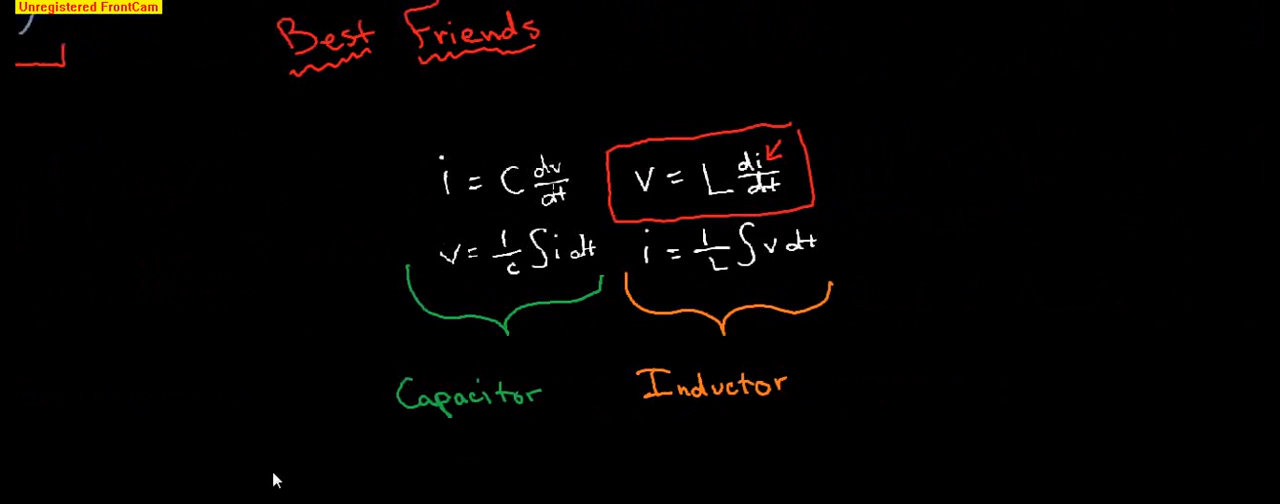 Unregistered FrontCam
Best Friends
i = C dv/dt
V = L di/dt
v = 1/c ∫ i dt
i = 1/L ∫ v dt
Capacitor
Inductor